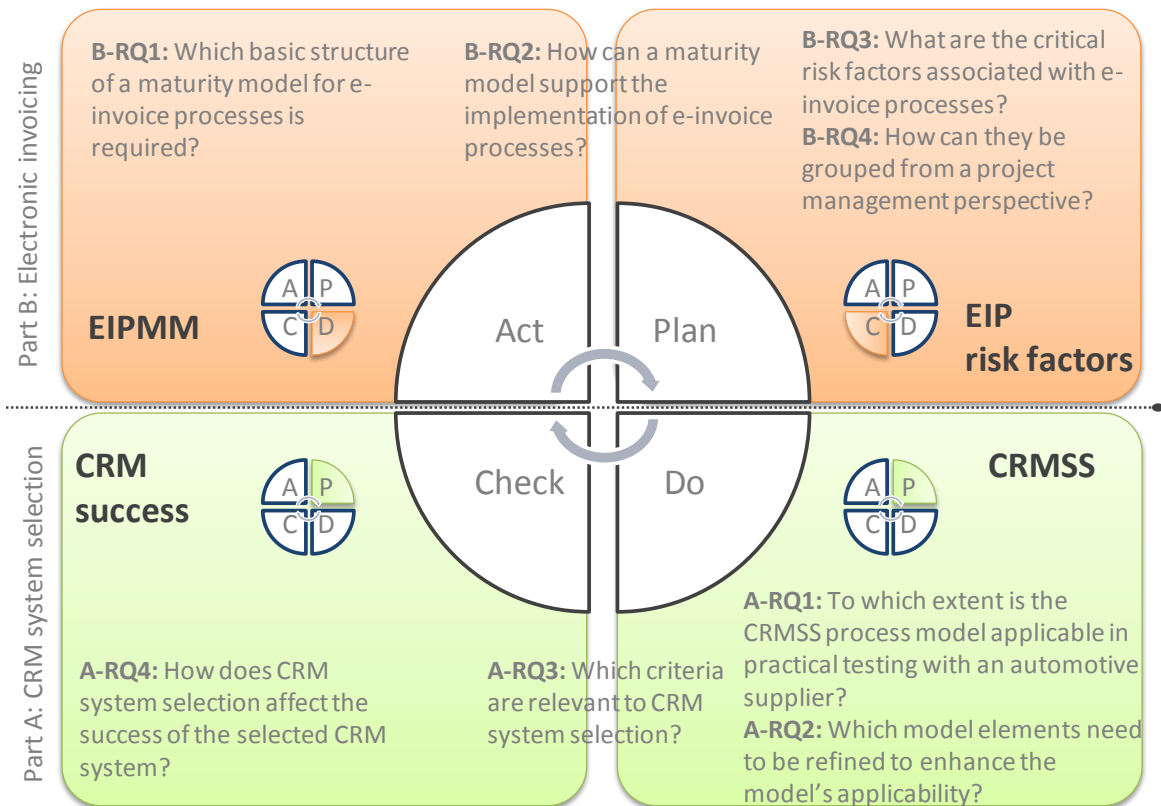 Part B: Electronic invoicing
B-RQ1: Which basic structure
of a maturity model for e-
invoice processes is
required?
B-RQ2: How can a maturity
model support the
implementation of e-invoice
processes?
B-RQ3: What are the critical
risk factors associated with e-
invoice processes?
B-RQ4: How can they be
grouped from a project
management perspective?
A P
C D
EIPMM
Act
Plan
A P
C D
EIP
risk factors
Part A: CRM system selection
CRM
success
A P
C D
Check
Do
A P
C D
CRMSS
A-RQ4: How does CRM
system selection affect the
success of the selected CRM
system?
A-RQ3: Which criteria
are relevant to CRM
system selection?
A-RQ1: To which extent is the
CRMSS process model applicable in
practical testing with an automotive
supplier?
A-RQ2: Which model elements need
to be refined to enhance the
model's applicability?